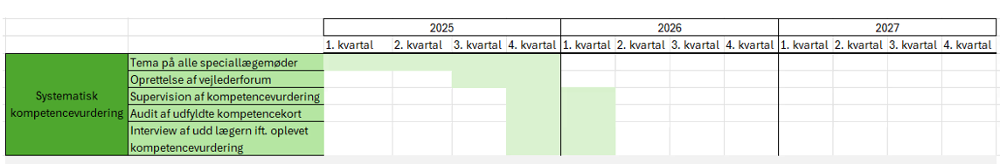 2025 2026 2027
1. kvartal 2. kvartal 3. kvartal 4. kvartal 1. kvartal 2. kvartal 3. kvartal 4. kvartal 1. kvartal 2. kvartal 3. kvartal 4. kvartal
Systematisk
kompetencevurdering
Tema på alle speciallægemøder
Oprettelse af vejlederforum
Supervision af kompetencevurdering
Audit af udfyldte kompetencekort
Interview af udd lægern ift. oplevet
kompetencevurdering